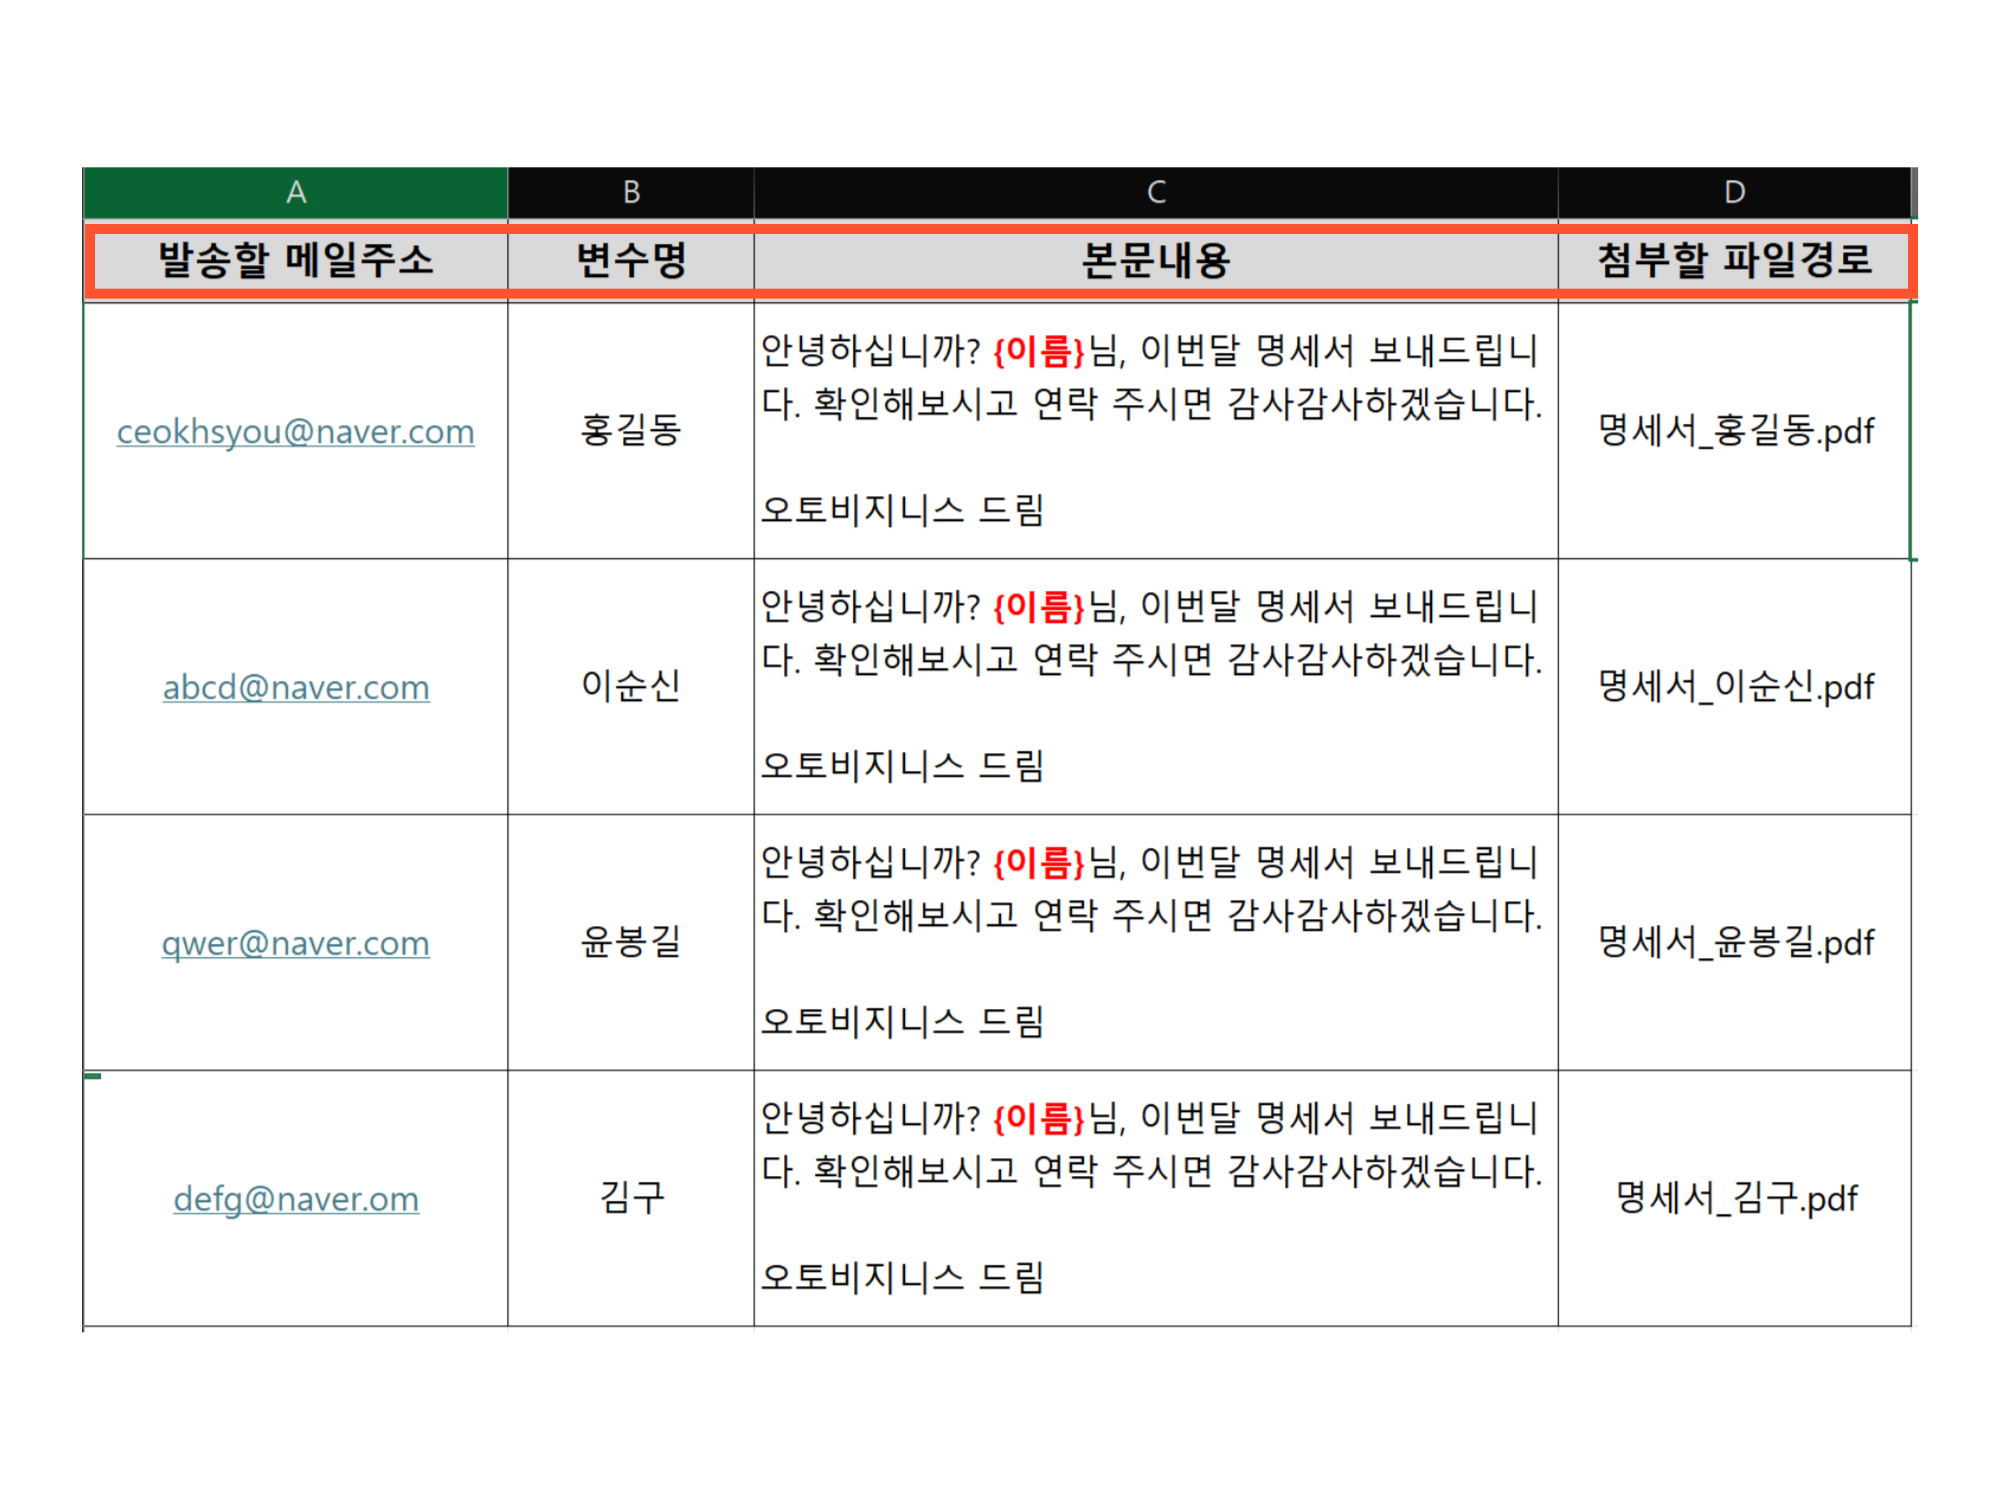 A B C D
발송할 메일주소 변수명 본문내용 첨부할 파일경로
안녕하십니까? {이름}님, 이번달 명세서 보내드립니
다. 확인해보시고 연락 주시면 감사감사하겠습니다.
ceokhsyou@naver.com 홍길동 명세서_홍길동.pdf
오토비지니스 드림
안녕하십니까? {이름}님, 이번달 명세서 보내드립니
다. 확인해보시고 연락 주시면 감사감사하겠습니다.
abcd@naver.com 이순신 명세서_이순신.pdf
오토비지니스 드림
안녕하십니까? {이름}님, 이번달 명세서 보내드립니
다. 확인해보시고 연락 주시면 감사감사하겠습니다.
qwer@naver.com 윤봉길 명세서_윤봉길.pdf
오토비지니스 드림
안녕하십니까? {이름}님, 이번달 명세서 보내드립니
다. 확인해보시고 연락 주시면 감사감사하겠습니다.
defg@naver.om 김구 명세서_김구.pdf
오토비지니스 드림